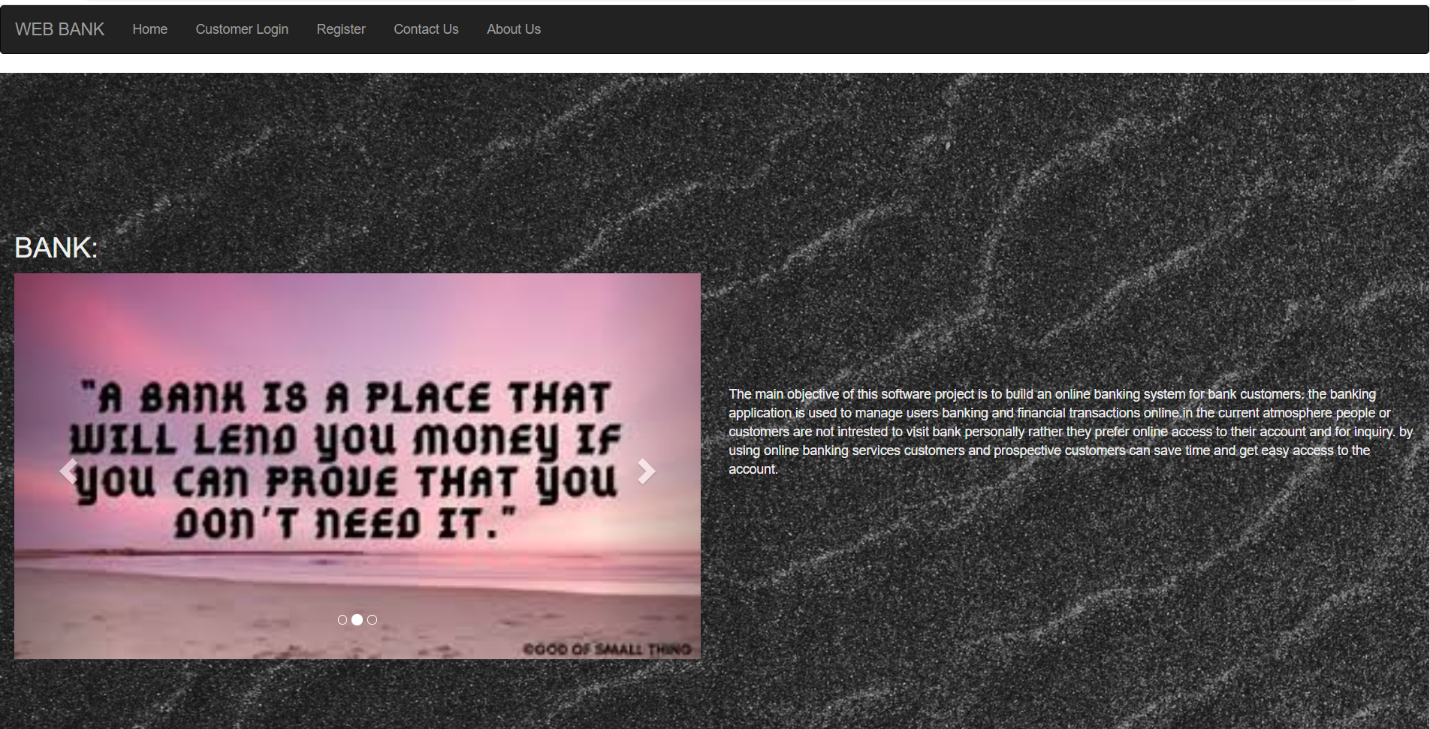 WEB BANK Home Customer Login Register Contact Us About Us
BANK:
"A BANK IS A PLACE THAT
WILL LEND YOU MONEY IF
YOU CAN PROVE THAT YOU
DON'T NEED IT."
©GOD OF SMALL THING
The main objective of this software project is to build an online banking system for bank customers. the banking
application is used to manage users banking and financial transactions online.in the current atmosphere people or
customers are not intrested to visit bank personally rather they prefer online access to their account and for inquiry. by
using online banking services customers and prospective customers can save time and get easy access to the
account.